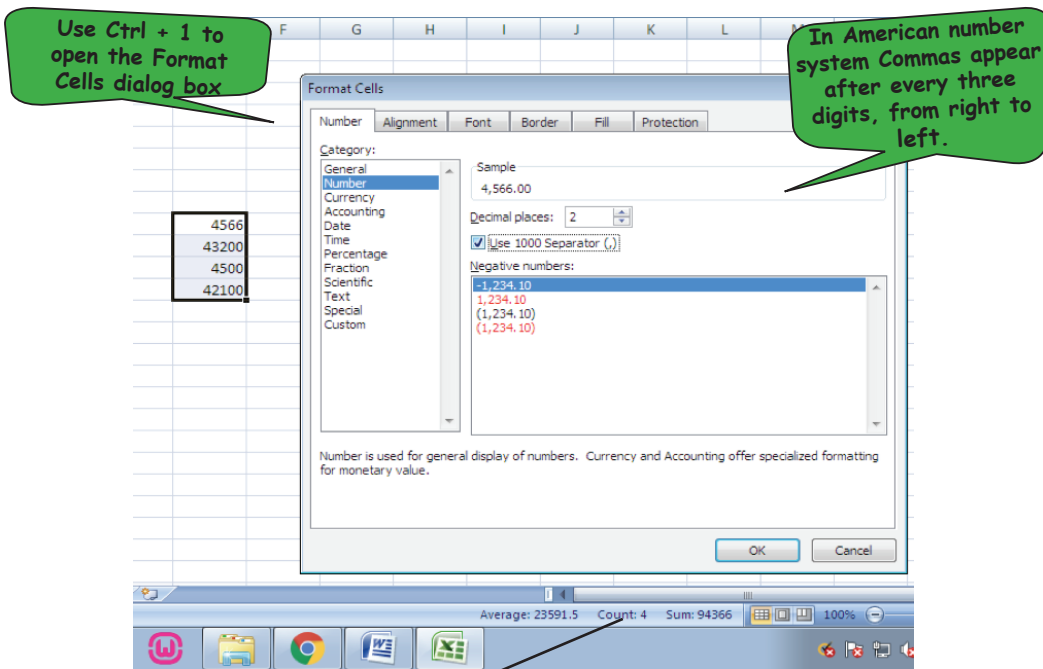 Use Ctrl + 1 to
open the Format
Cells dialog box
In American number
system Commas appear
after every three
digits, from right to
left.
F G H I J K L
Format Cells
Number Alignment Font Border Fill Protection
Category:
General
Number
Currency
Accounting
Date
Time
Percentage
Fraction
Scientific
Text
Special
Custom
Sample
4,566.00
Decimal places: 2
Use 1000 Separator (,)
Negative numbers:
-1,234.10
1,234.10
(1,234.10)
(1,234.10)
4566
43200
4500
42100
Number is used for general display of numbers. Currency and Accounting offer specialized formatting
for monetary value.
OK Cancel
Average: 23591.5 Count: 4 Sum: 94366 100%